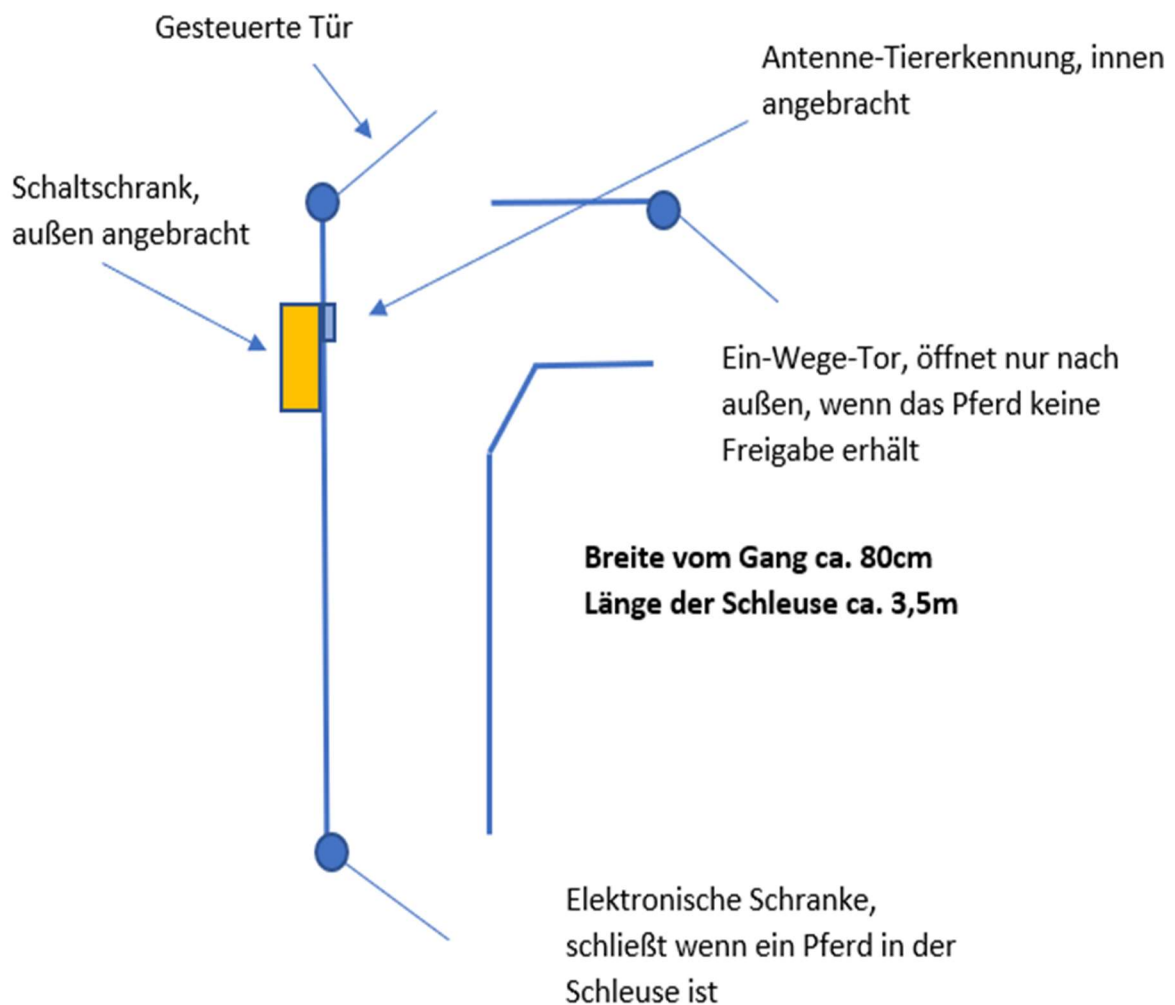 Gesteuerte Tür
Antenne-Tiererkennung, innen
angebracht
Schaltschrank,
außen angebracht
Ein-Wege-Tor, öffnet nur nach
außen, wenn das Pferd keine
Freigabe erhält
Breite vom Gang ca. 80cm
Länge der Schleuse ca. 3,5m
Elektronische Schranke,
schließt wenn ein Pferd in der
Schleuse ist